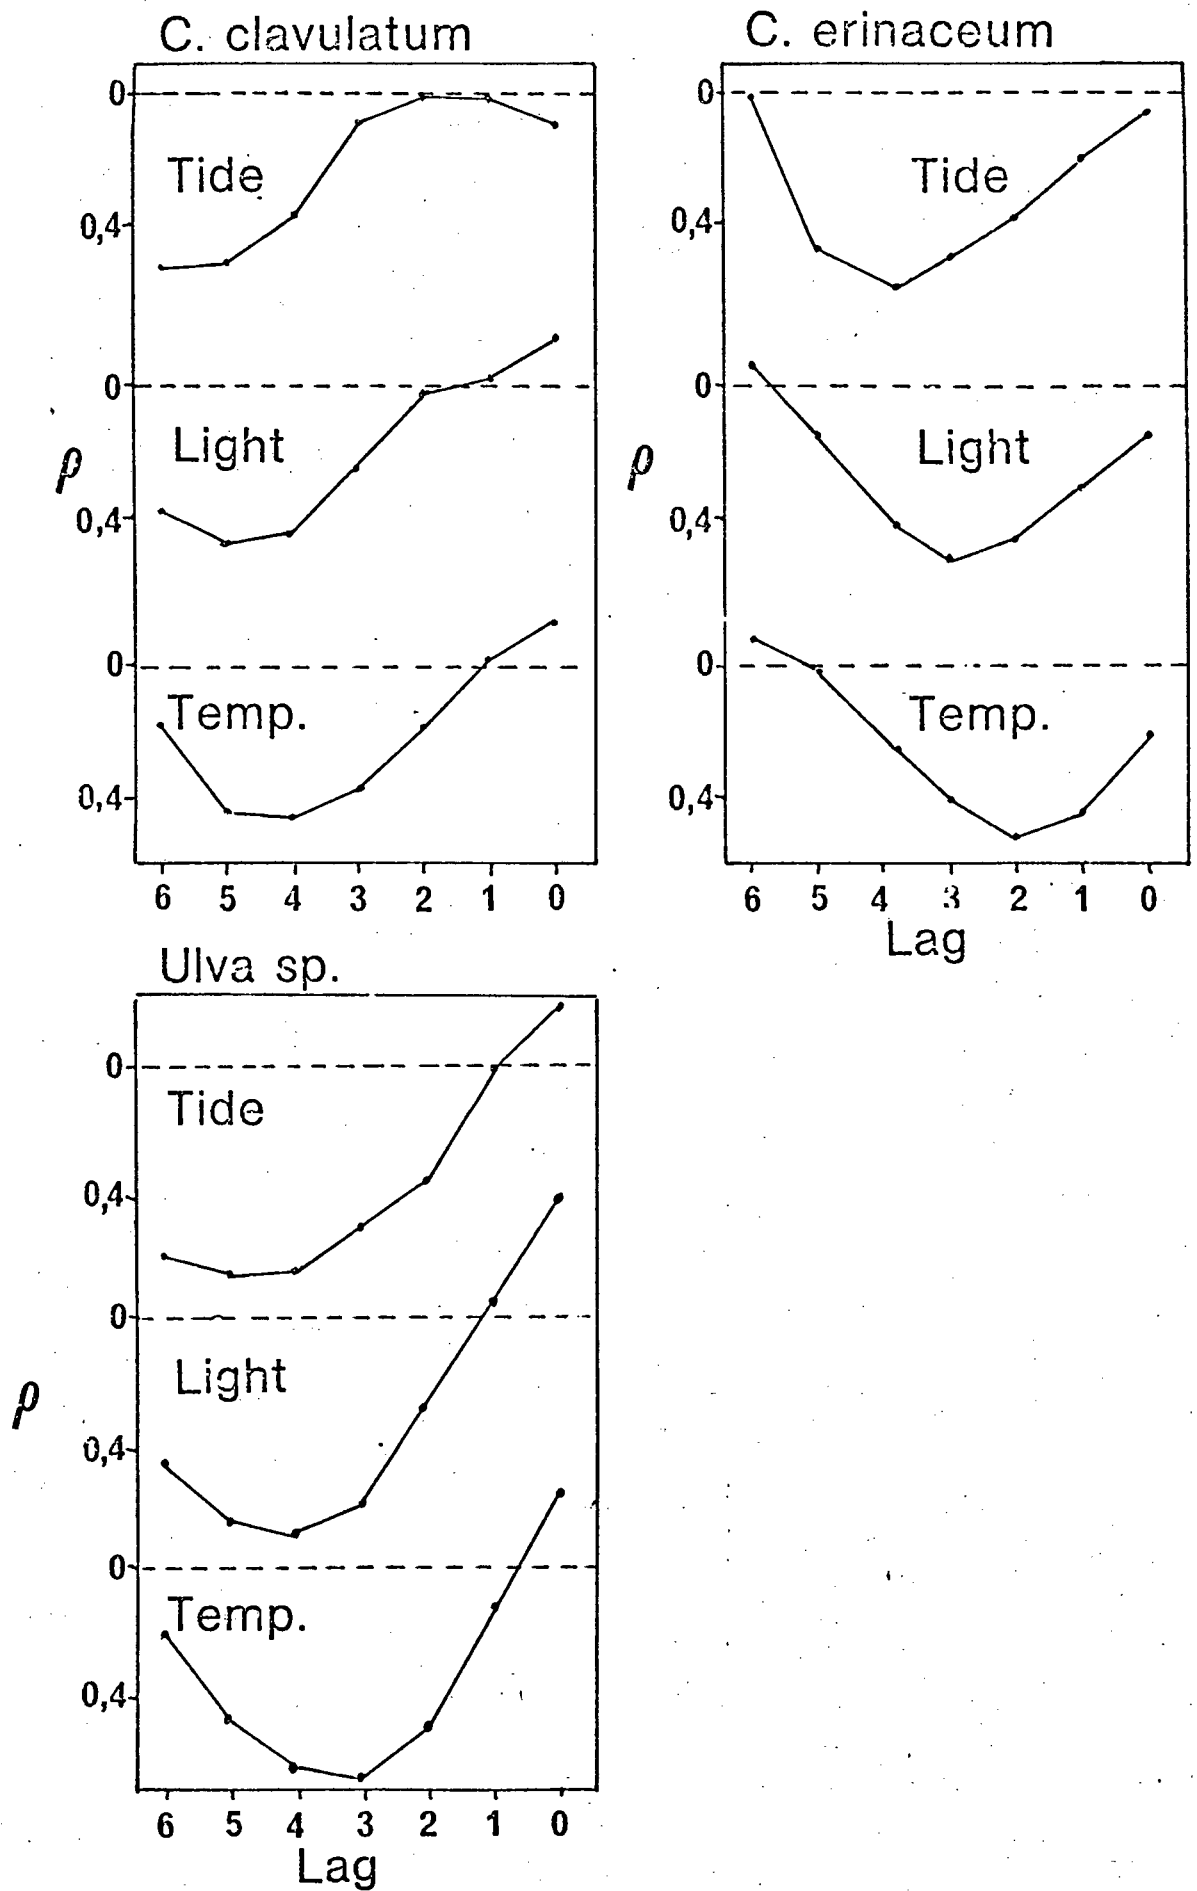 C. clavulatum
0
Tide
0,4
0
Light
ρ
0,4
0
Temp.
0,4
6 5 4 3 2 1 0
C. erinaceum
0
Tide
0,4
0
Light
ρ
0,4
0
Temp.
0,4
6 5 4 3 2 1 0
Lag
Ulva sp.
0
Tide
0,4
0
Light
ρ
0,4
0
Temp.
0,4
6 5 4 3 2 1 0
Lag